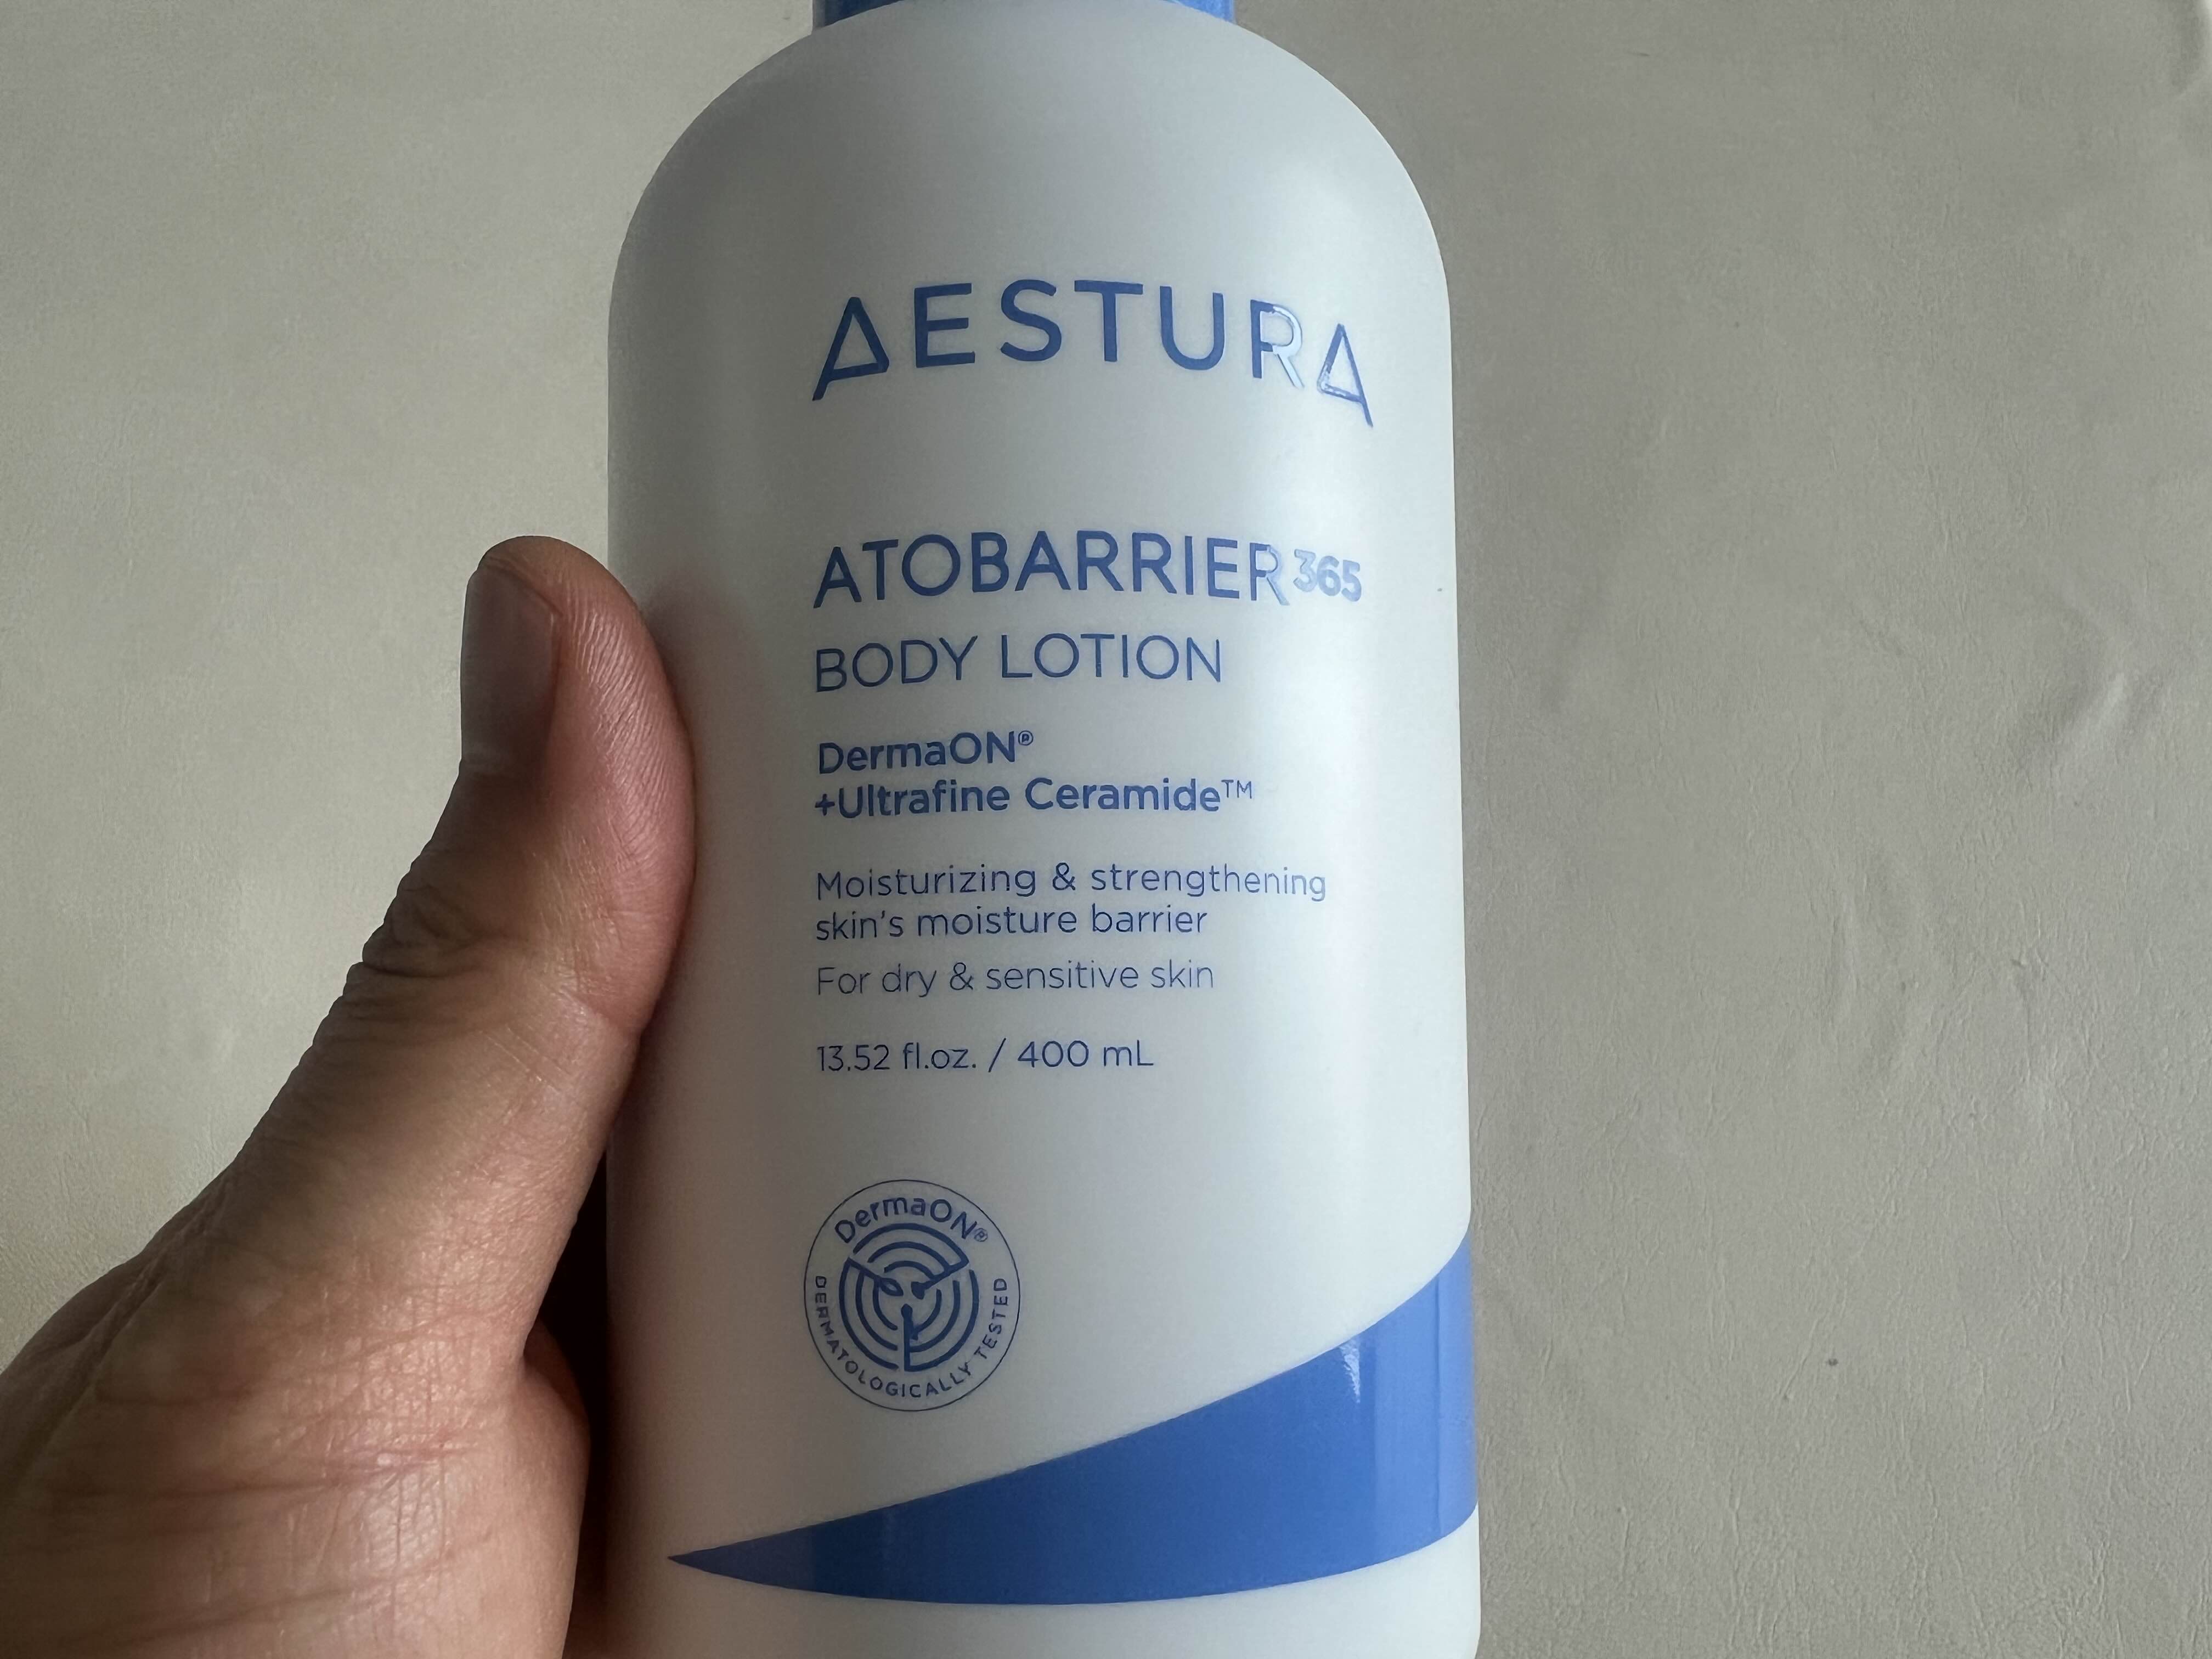 AESTURA
ATOBARRIER365
BODY LOTION
DermaON®
+Ultrafine Ceramide™
Moisturizing & strengthening
skin's moisture barrier
For dry & sensitive skin
13.52 fl.oz. / 400 mL
DermaON®
DERMATOLOGICALLY TESTED